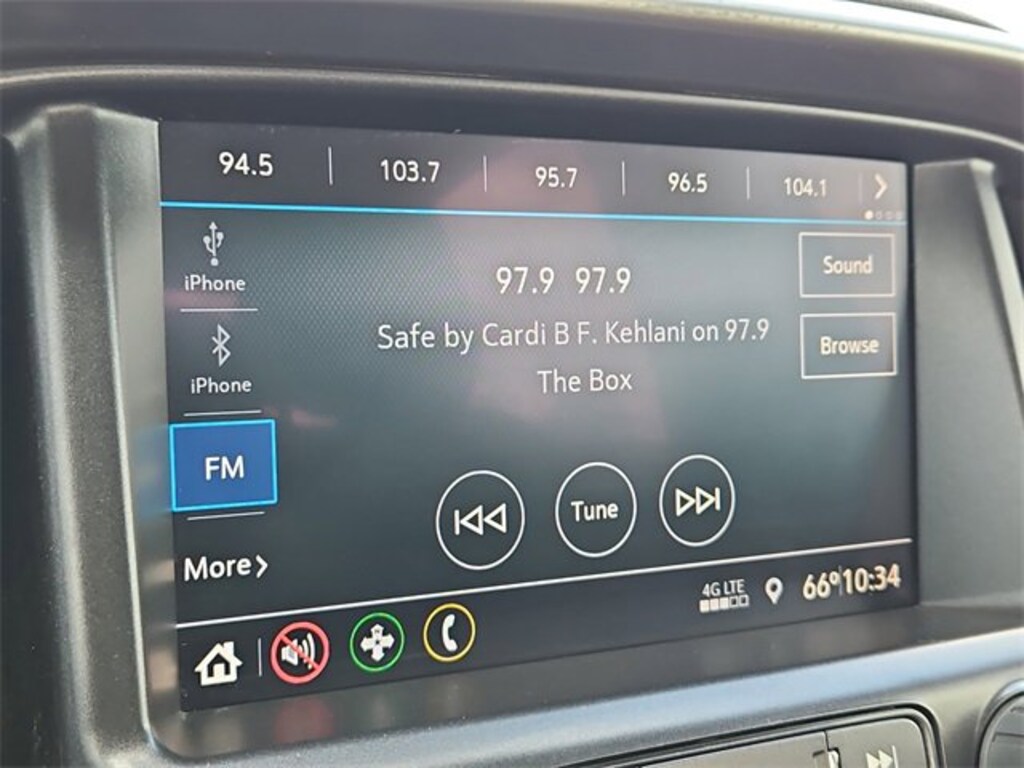 94.5 103.7 95.7 96.5 104.1
iPhone
97.9 97.9
Sound
Safe by Cardi B F. Kehlani on 97.9
The Box
Browse
iPhone
FM
Tune
More
4G LTE
66° 10:34